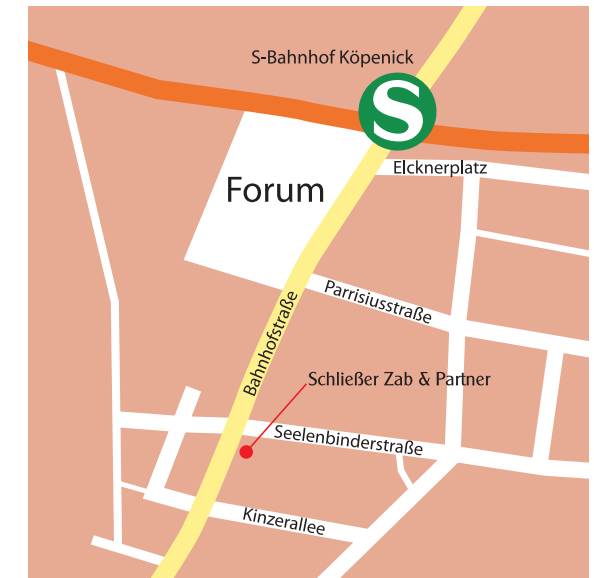 S-Bahnhof Köpenick
S
Elcknerplatz
Forum
Parrisiusstraße
Bahnhofstraße
Schließer Zab & Partner
Seelenbinderstraße
Kinzerallee